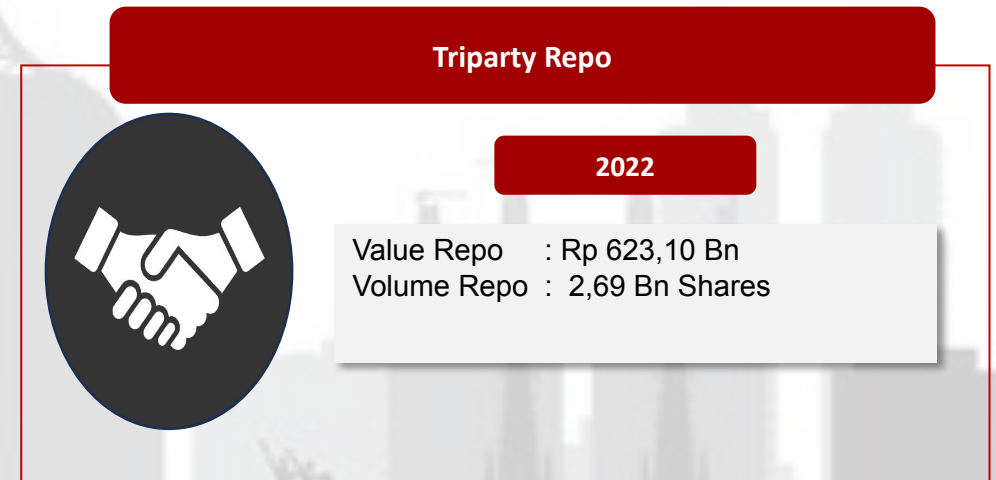 Triparty Repo
2022
Value Repo : Rp 623,10 Bn
Volume Repo : 2,69 Bn Shares